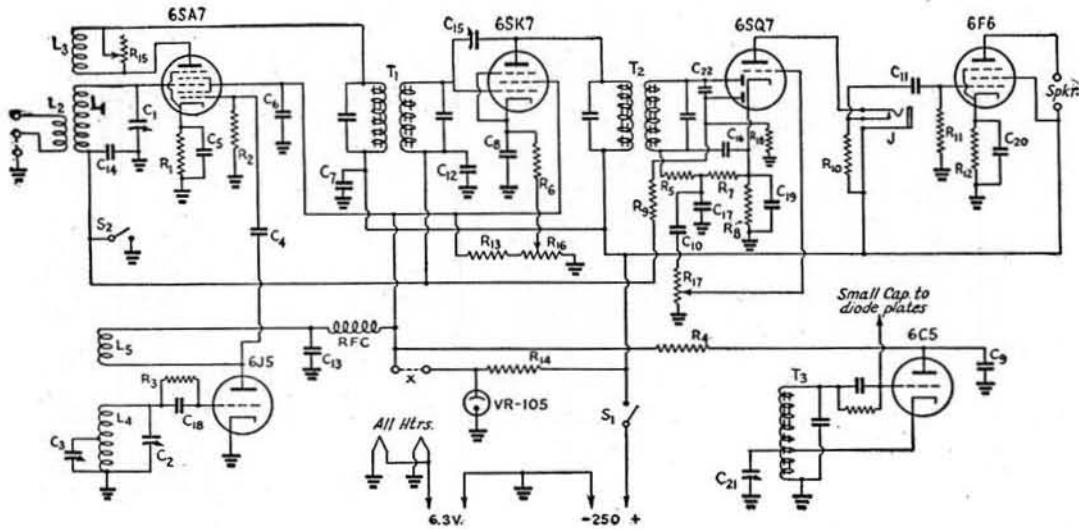 6SA7
6SK7
6SQ7
6F6
L3
R15
C15
T1
T2
C22
C11
Spkr.
L2
L1
C1
C5
C6
R1
R2
C14
C7
C12
C8
R6
R5
C16
R18
R7
R9
C17
R8
C19
J
R10
R11
R12
C20
S2
C4
R13
R16
C10
R17
L5
C13
RFC
R4
Small Cap. to
diode plates
6C5
C9
6J5
R3
L4
C18
C3
C2
X
R14
VR-105
S1
T3
C21
All Htrs.
6.3V.
-250 +